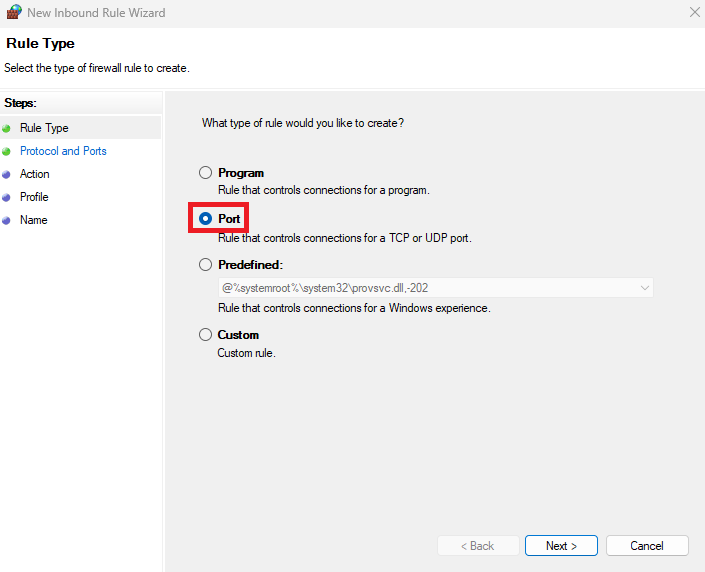 New Inbound Rule Wizard
Rule Type
Select the type of firewall rule to create.
Steps:
Rule Type
Protocol and Ports
Action
Profile
Name
What type of rule would you like to create?
Program
Rule that controls connections for a program.
Port
Rule that controls connections for a TCP or UDP port.
Predefined:
@%systemroot%\system32\provsvc.dll,-202
Rule that controls connections for a Windows experience.
Custom
Custom rule.
< Back
Next >
Cancel